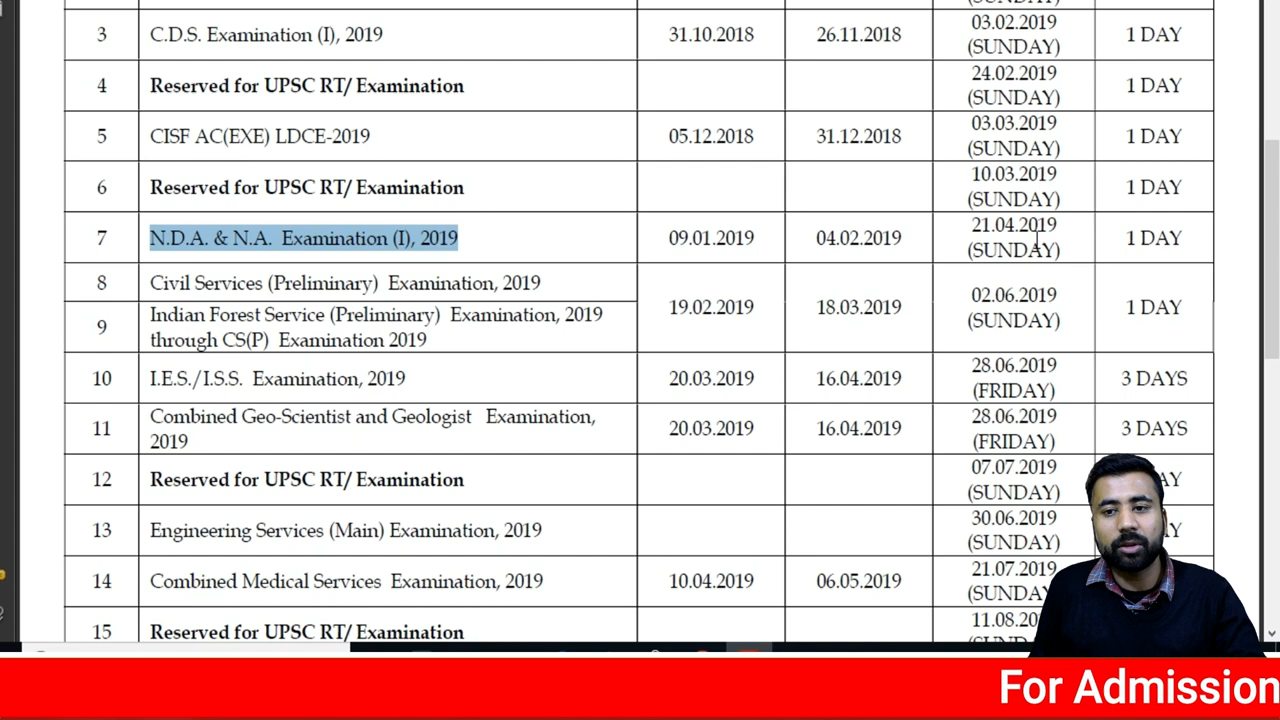 3 C.D.S. Examination (I), 2019 31.10.2018 26.11.2018 03.02.2019 1 DAY
(SUNDAY)
4 Reserved for UPSC RT/ Examination 24.02.2019 1 DAY
(SUNDAY)
5 CISF AC(EXE) LDCE-2019 05.12.2018 31.12.2018 03.03.2019 1 DAY
(SUNDAY)
6 Reserved for UPSC RT/ Examination 10.03.2019 1 DAY
(SUNDAY)
7 N.D.A. & N.A. Examination (I), 2019 09.01.2019 04.02.2019 21.04.2019 1 DAY
(SUNDAY)
8 Civil Services (Preliminary) Examination, 2019 19.02.2019 18.03.2019 02.06.2019 1 DAY
(SUNDAY)
9 Indian Forest Service (Preliminary) Examination, 2019
through CS(P) Examination 2019
10 I.E.S./I.S.S. Examination, 2019 20.03.2019 16.04.2019 28.06.2019 3 DAYS
(FRIDAY)
11 Combined Geo-Scientist and Geologist Examination, 20.03.2019 16.04.2019 28.06.2019 3 DAYS
2019 (FRIDAY)
12 Reserved for UPSC RT/ Examination 07.07.2019 AY
(SUNDAY)
13 Engineering Services (Main) Examination, 2019 30.06.2019 Y
(SUNDAY)
14 Combined Medical Services Examination, 2019 10.04.2019 06.05.2019 21.07.2019
(SUNDA
15 Reserved for UPSC RT/ Examination 11.08.20
For Admission